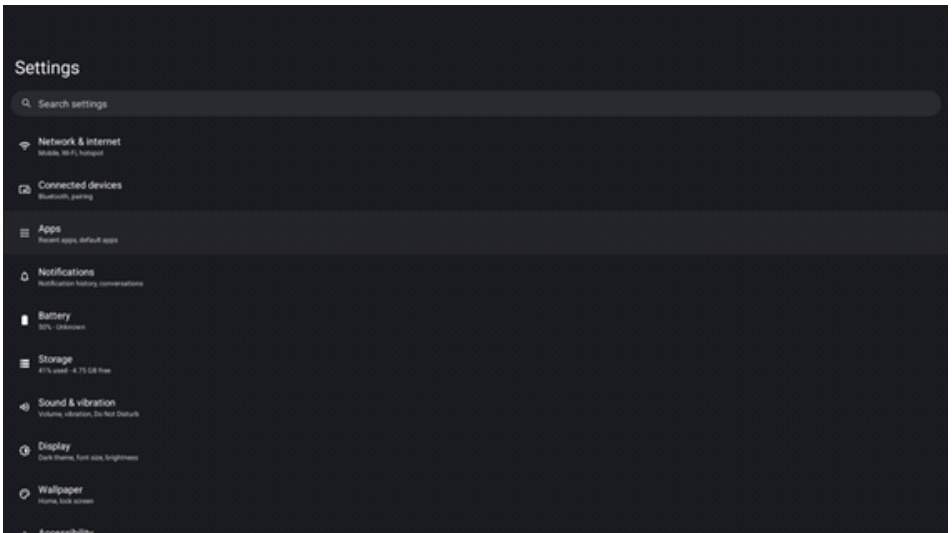 Settings
Search settings
Network & internet
Mobile, Wi-Fi, hotspot
Connected devices
Bluetooth, pairing
Apps
Recent apps, default apps
Notifications
Notification history, conversations
Battery
50% - Unknown
Storage
41% used - 4.75 GB free
Sound & vibration
Volume, vibration, Do Not Disturb
Display
Dark theme, font size, brightness
Wallpaper
Home, lock screen
Accessibility